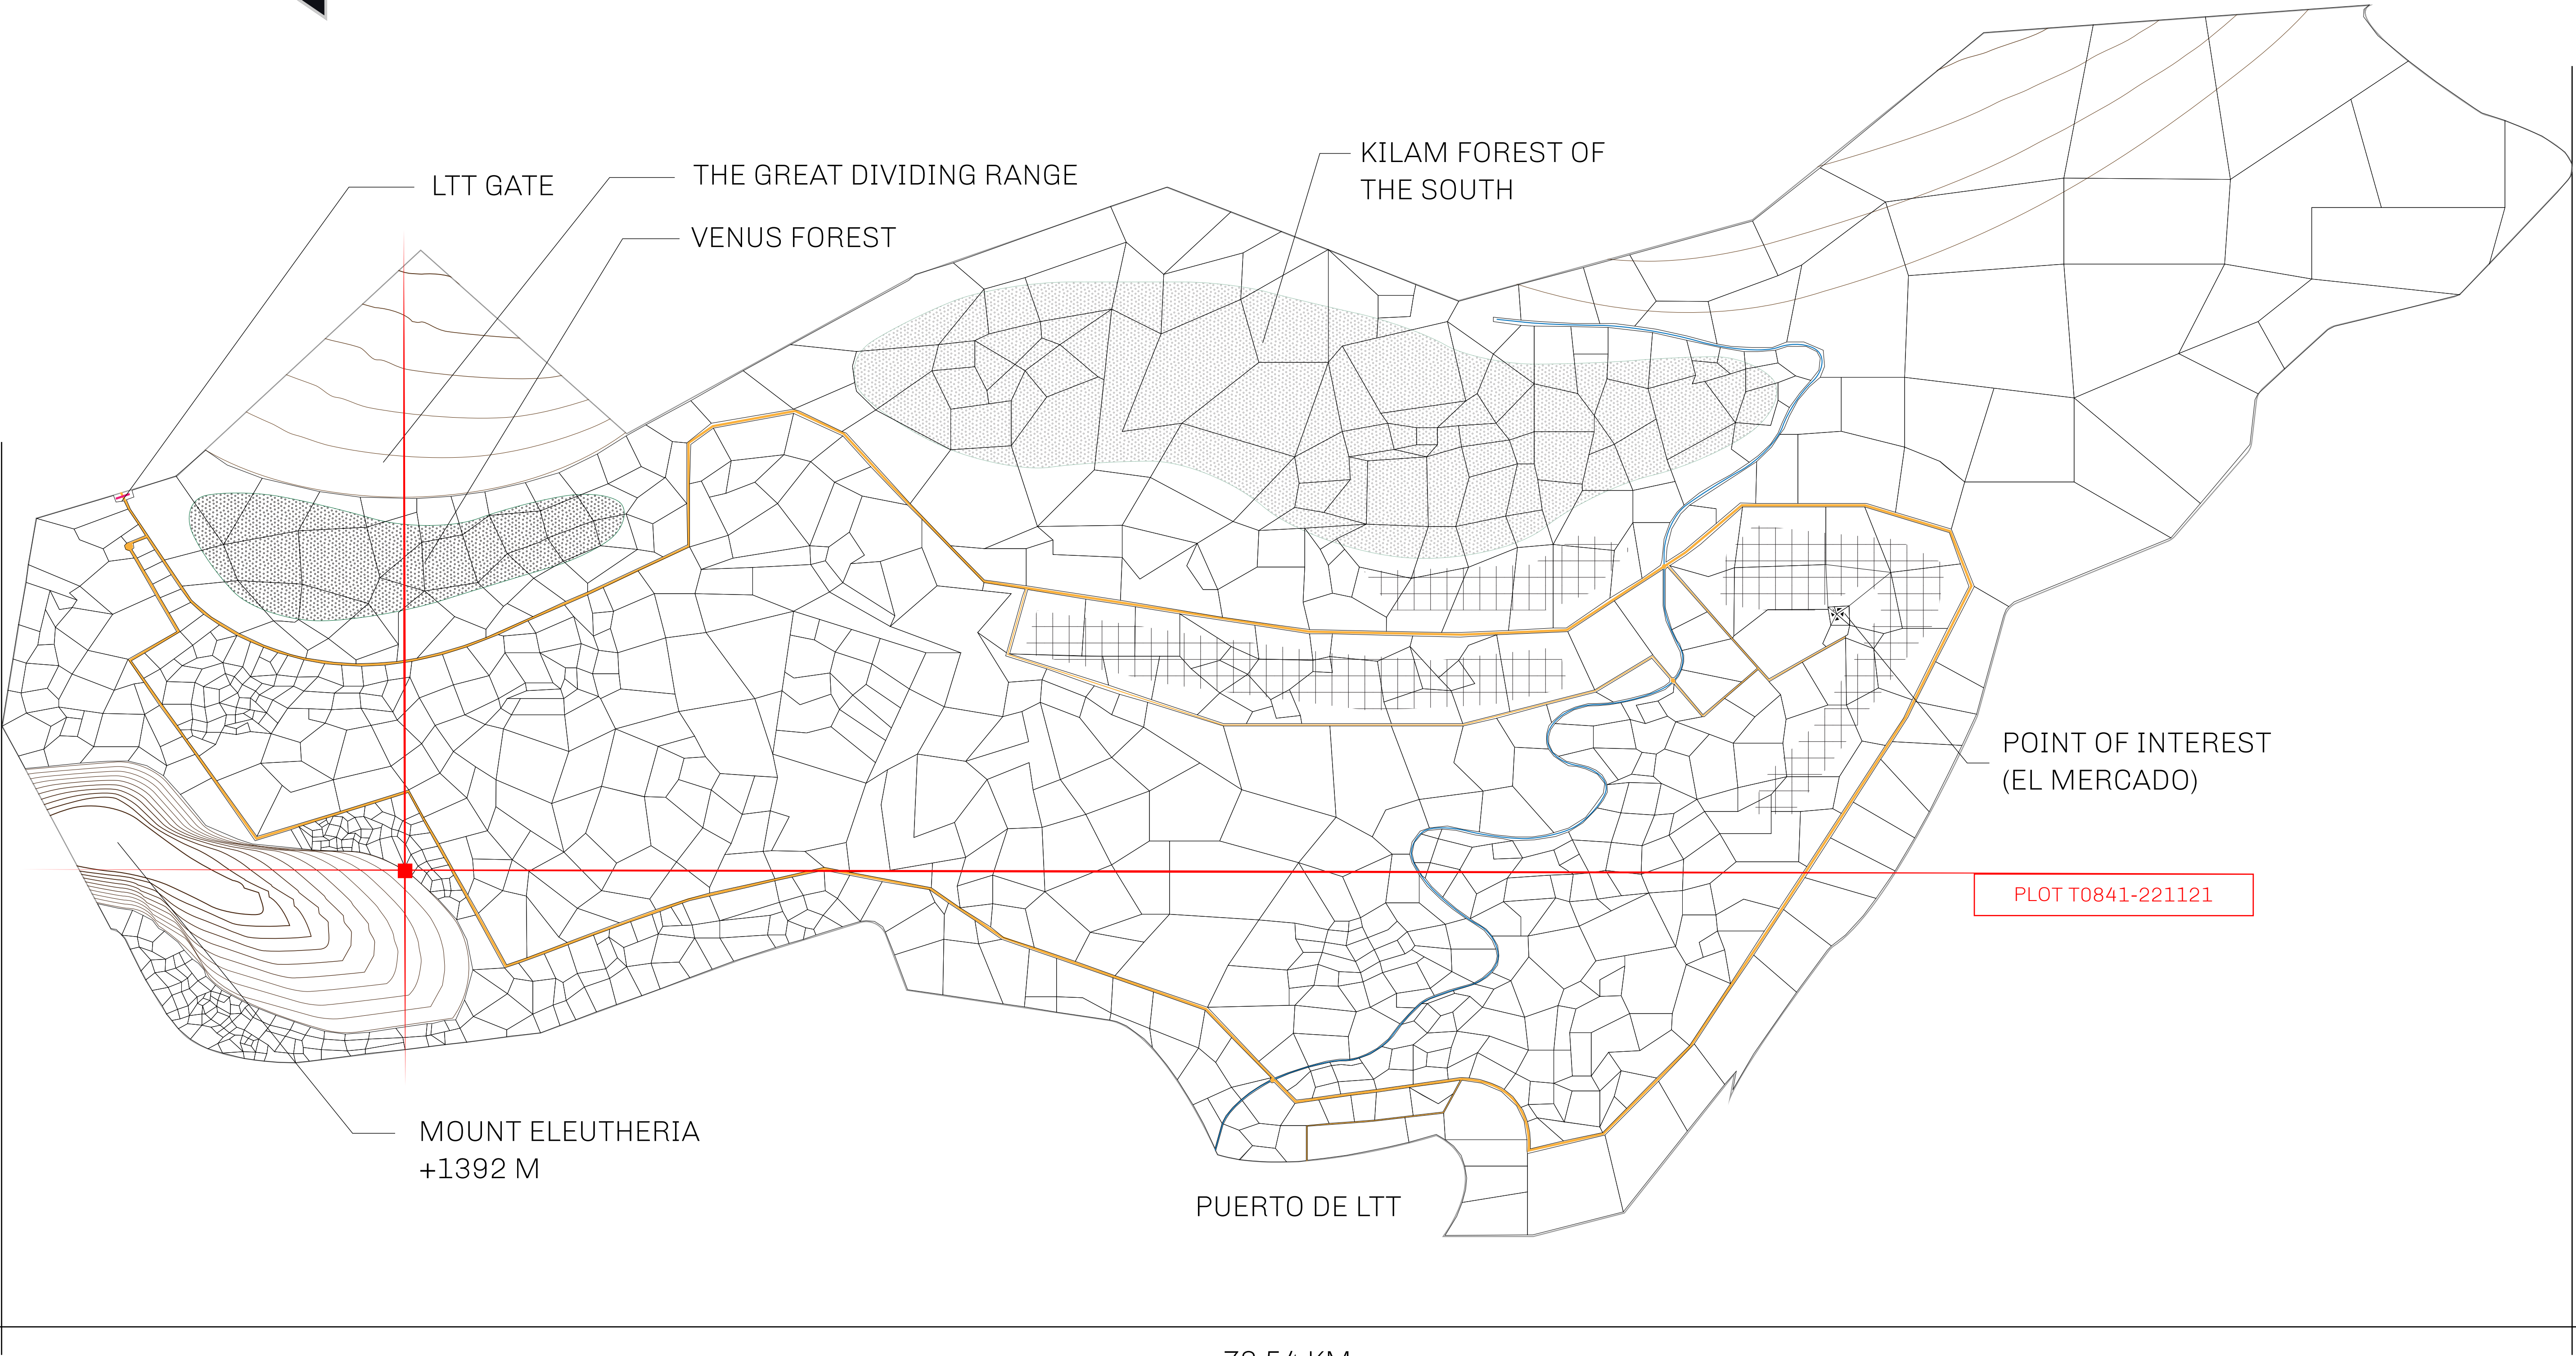 LTT GATE
THE GREAT DIVIDING RANGE
VENUS FOREST
KILAM FOREST OF
THE SOUTH
POINT OF INTEREST
(EL MERCADO)
PLOT T0841-221121
MOUNT ELEUTHERIA
+1392 M
PUERTO DE LTT